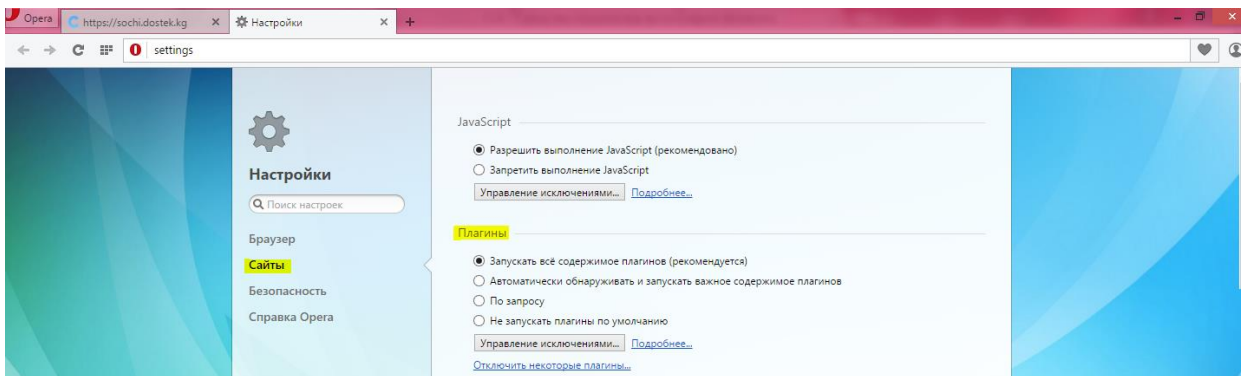 Opera
https://sochi.dostek.kg
Настройки
settings
Настройки
Поиск настроек
Браузер
Сайты
Безопасность
Справка Opera
JavaScript
Разрешить выполнение JavaScript (рекомендовано)
Запретить выполнение JavaScript
Управление исключениями... Подробнее...
Плагины
Запускать всё содержимое плагинов (рекомендуется)
Автоматически обнаруживать и запускать важное содержимое плагинов
По запросу
Не запускать плагины по умолчанию
Управление исключениями... Подробнее...
Отключить некоторые плагины...